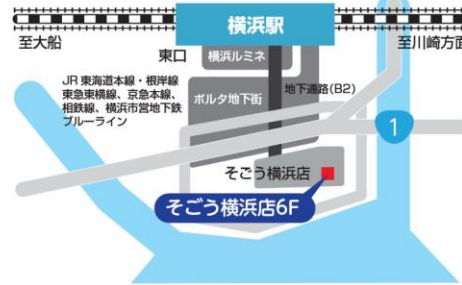 横浜駅
至大船
至川崎方面
東口
横浜ルミネ
JR東海道本線・根岸線
東急東横線、京急本線、
相鉄線、横浜市営地下鉄
ブルーライン
ポルタ地下街
地下通路(B2)
1
そごう横浜店
そごう横浜店6F